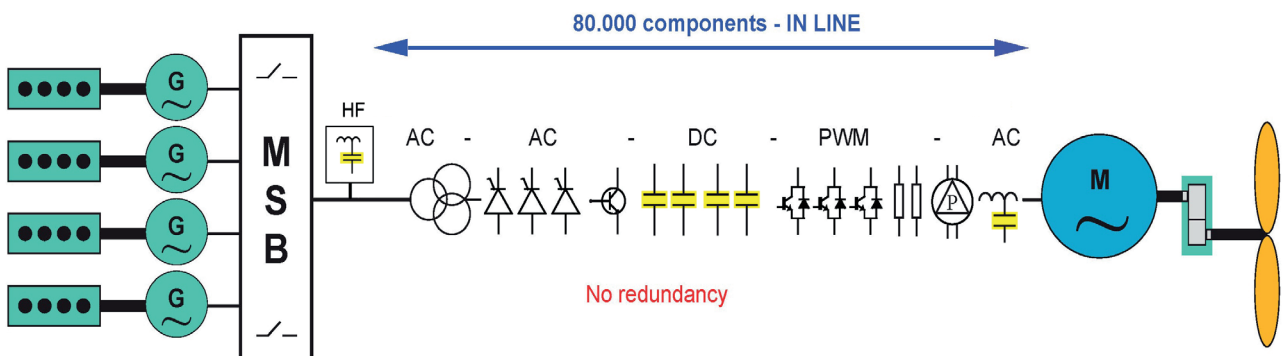 80.000 components - IN LINE
G
G
G
G
M
S
B
HF
AC - AC - DC - PWM - AC
P
M
No redundancy